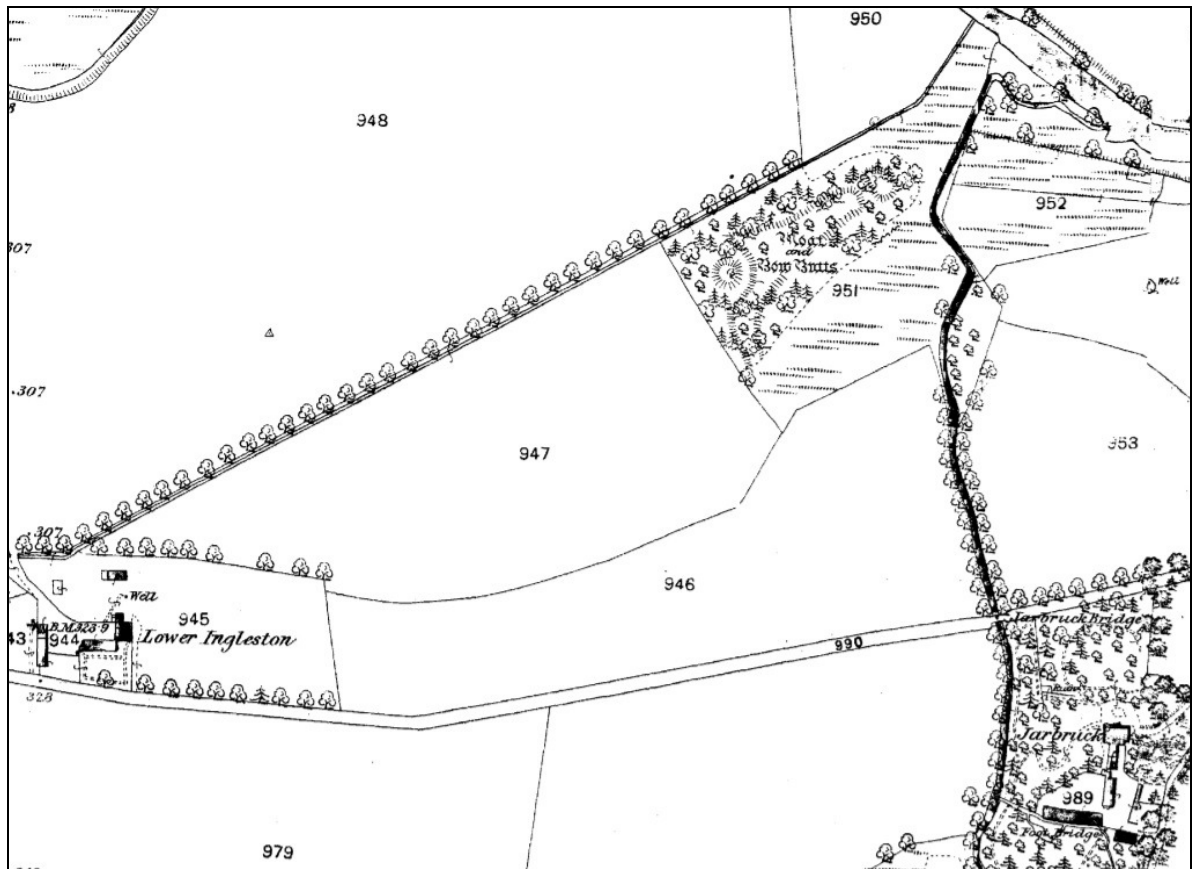 950
948
952
307
Moat
and
Bow Butts
951
Well
.307
953
947
.307
946
Well
945
B.M.323·9
944
Lower Ingleston
Jarbruck Bridge
990
328
Jarbruck
989
Foot Bridge
979